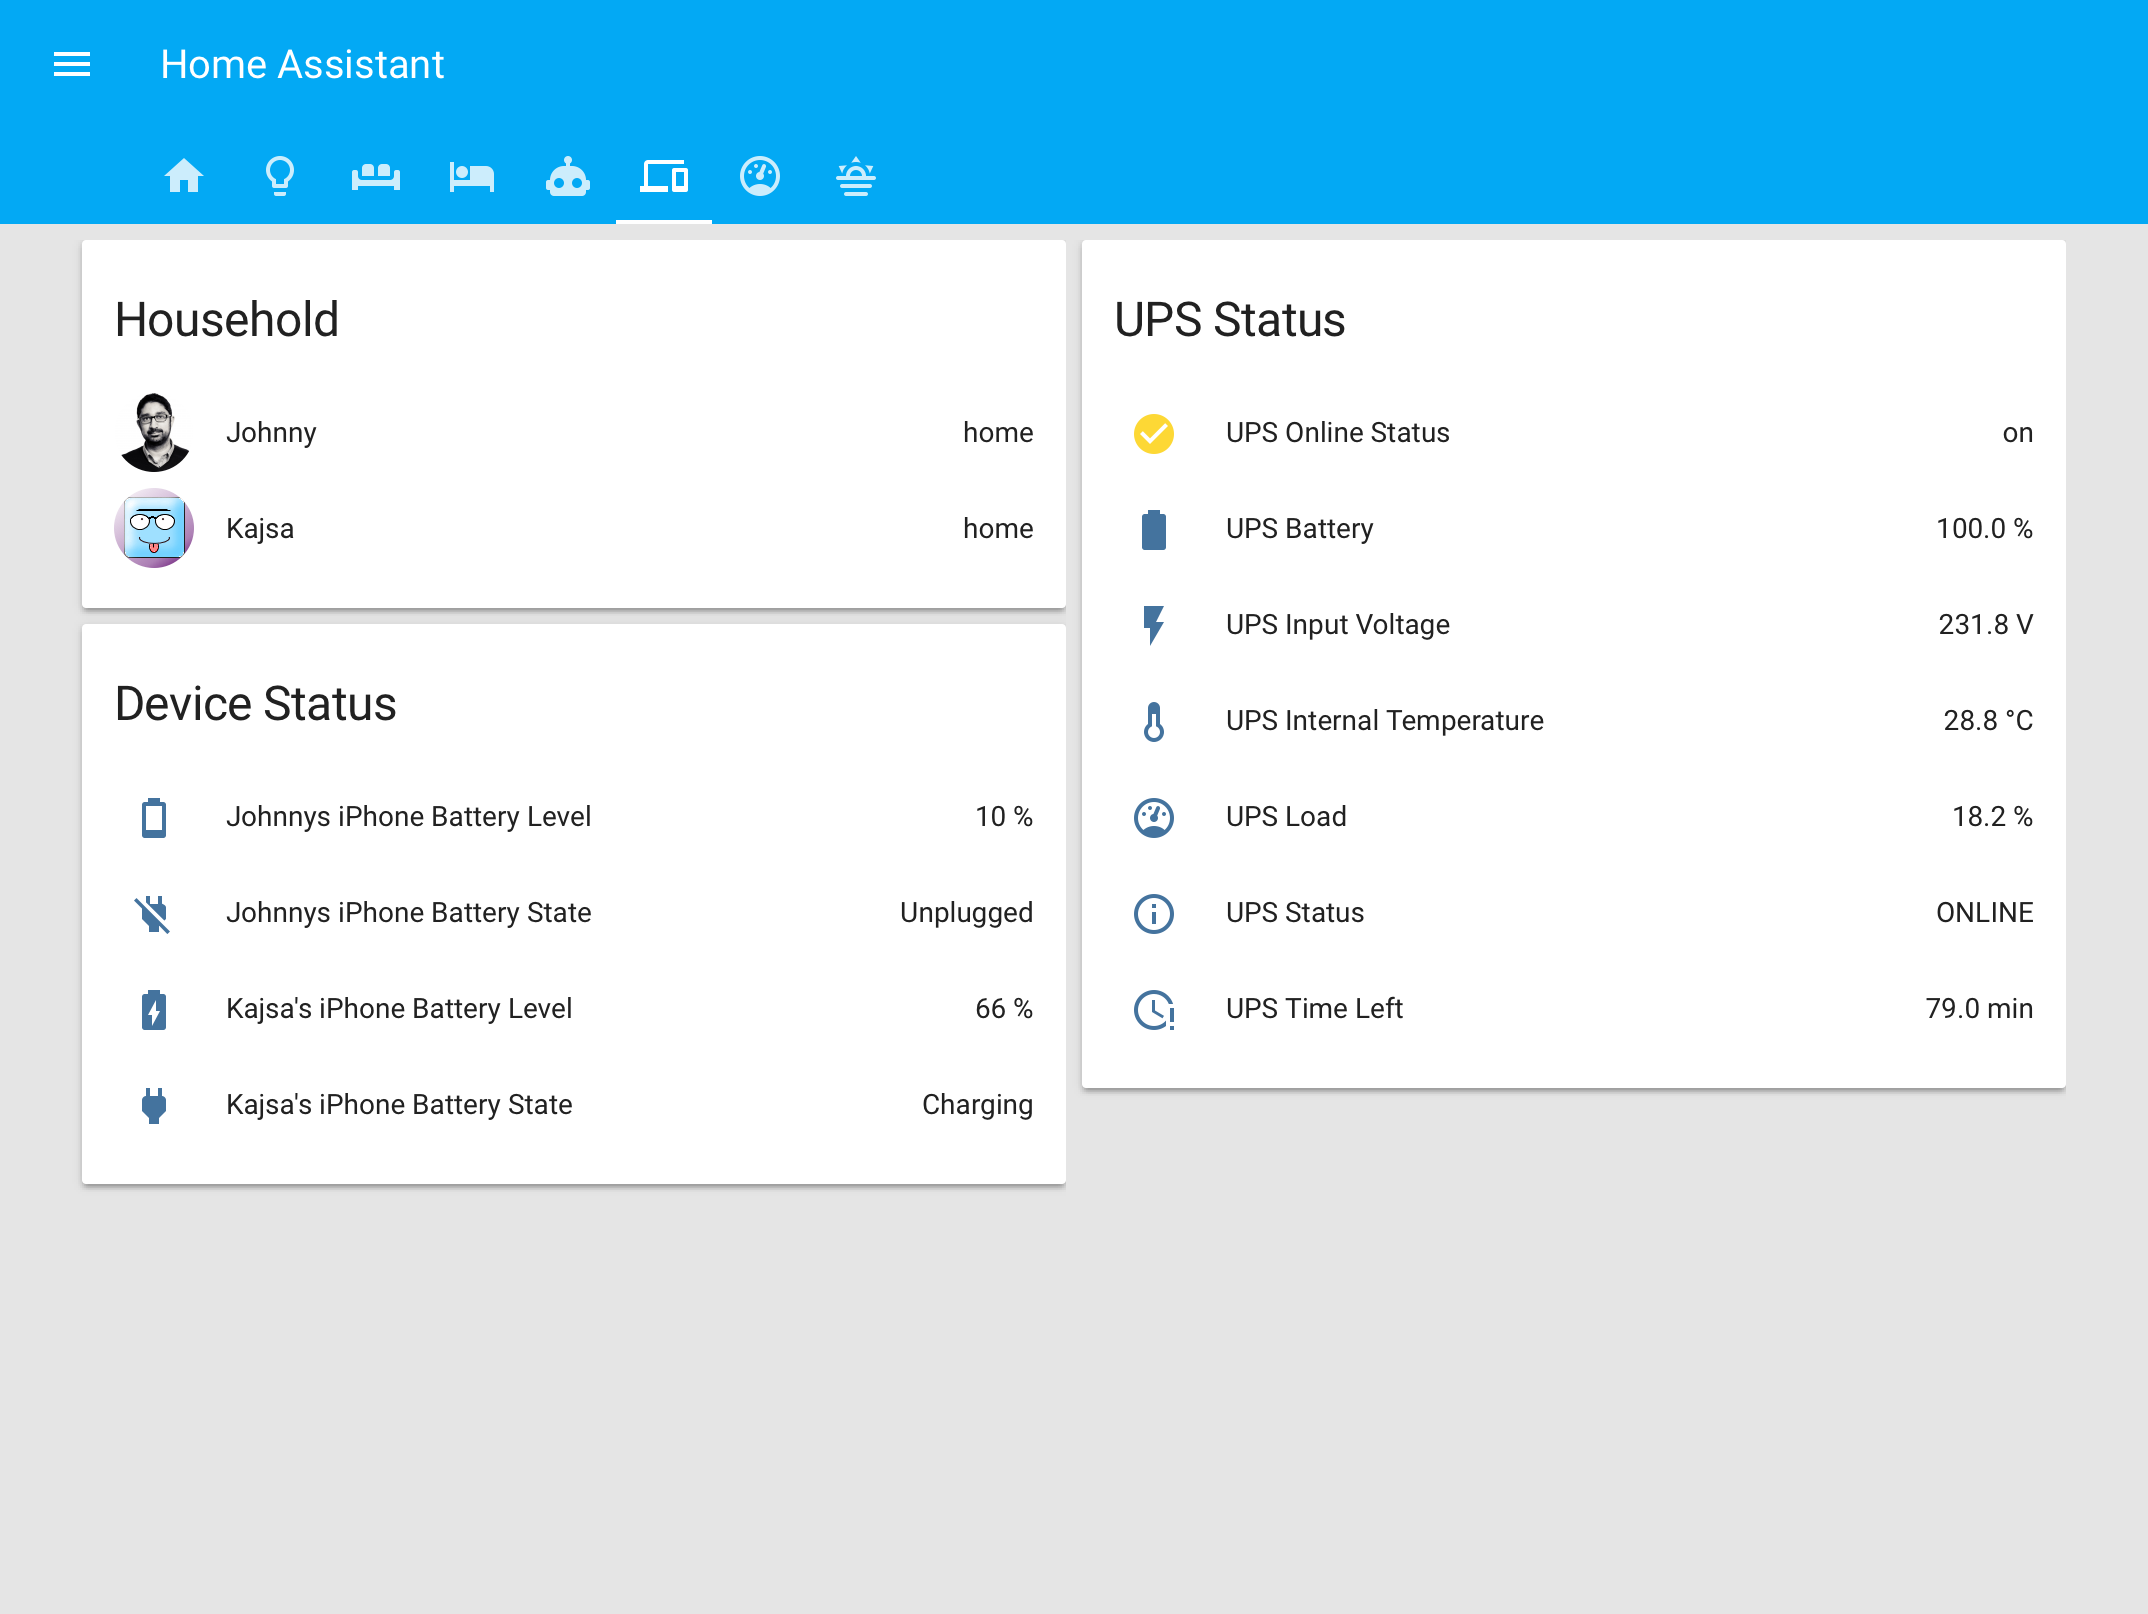 Home Assistant
Household
Johnny home
Kajsa home
Device Status
Johnnys iPhone Battery Level 10 %
Johnnys iPhone Battery State Unplugged
Kajsa's iPhone Battery Level 66 %
Kajsa's iPhone Battery State Charging
UPS Status
UPS Online Status on
UPS Battery 100.0 %
UPS Input Voltage 231.8 V
UPS Internal Temperature 28.8 °C
UPS Load 18.2 %
UPS Status ONLINE
UPS Time Left 79.0 min